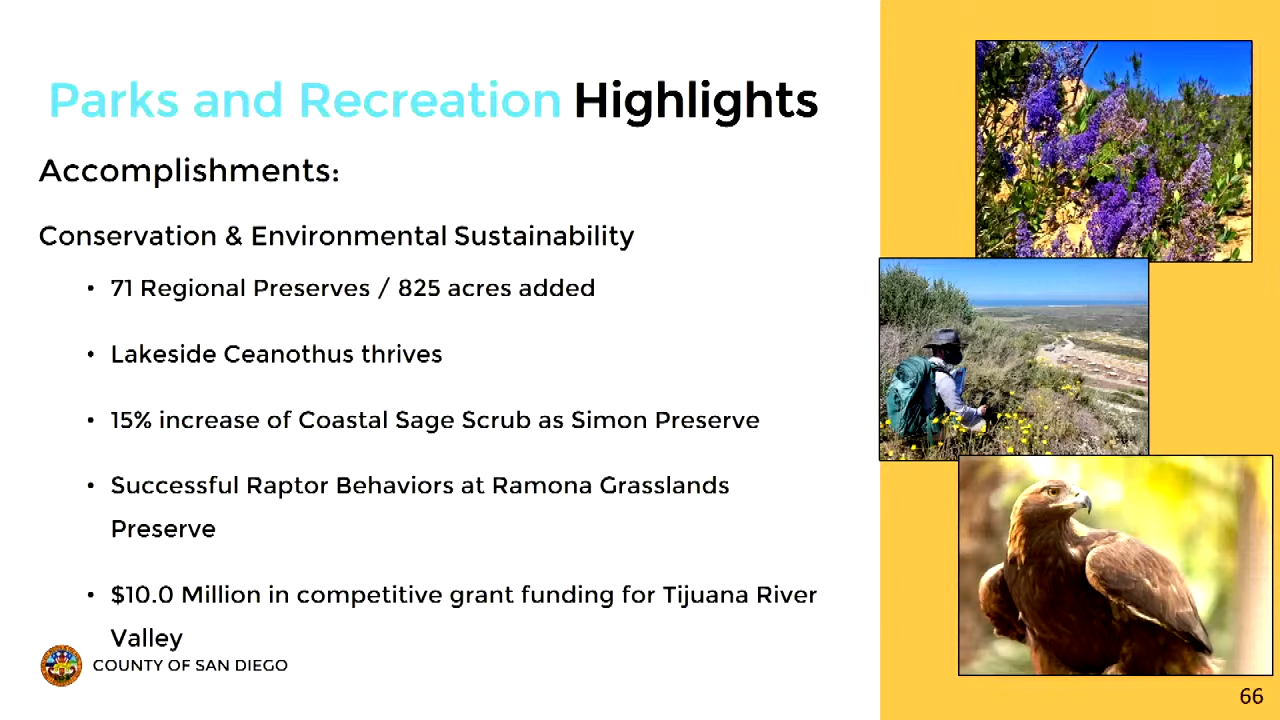 Parks and Recreation Highlights
Accomplishments:
Conservation & Environmental Sustainability
• 71 Regional Preserves / 825 acres added
• Lakeside Ceanothus thrives
• 15% increase of Coastal Sage Scrub as Simon Preserve
• Successful Raptor Behaviors at Ramona Grasslands
Preserve
• $10.0 Million in competitive grant funding for Tijuana River
Valley
COUNTY OF SAN DIEGO
66